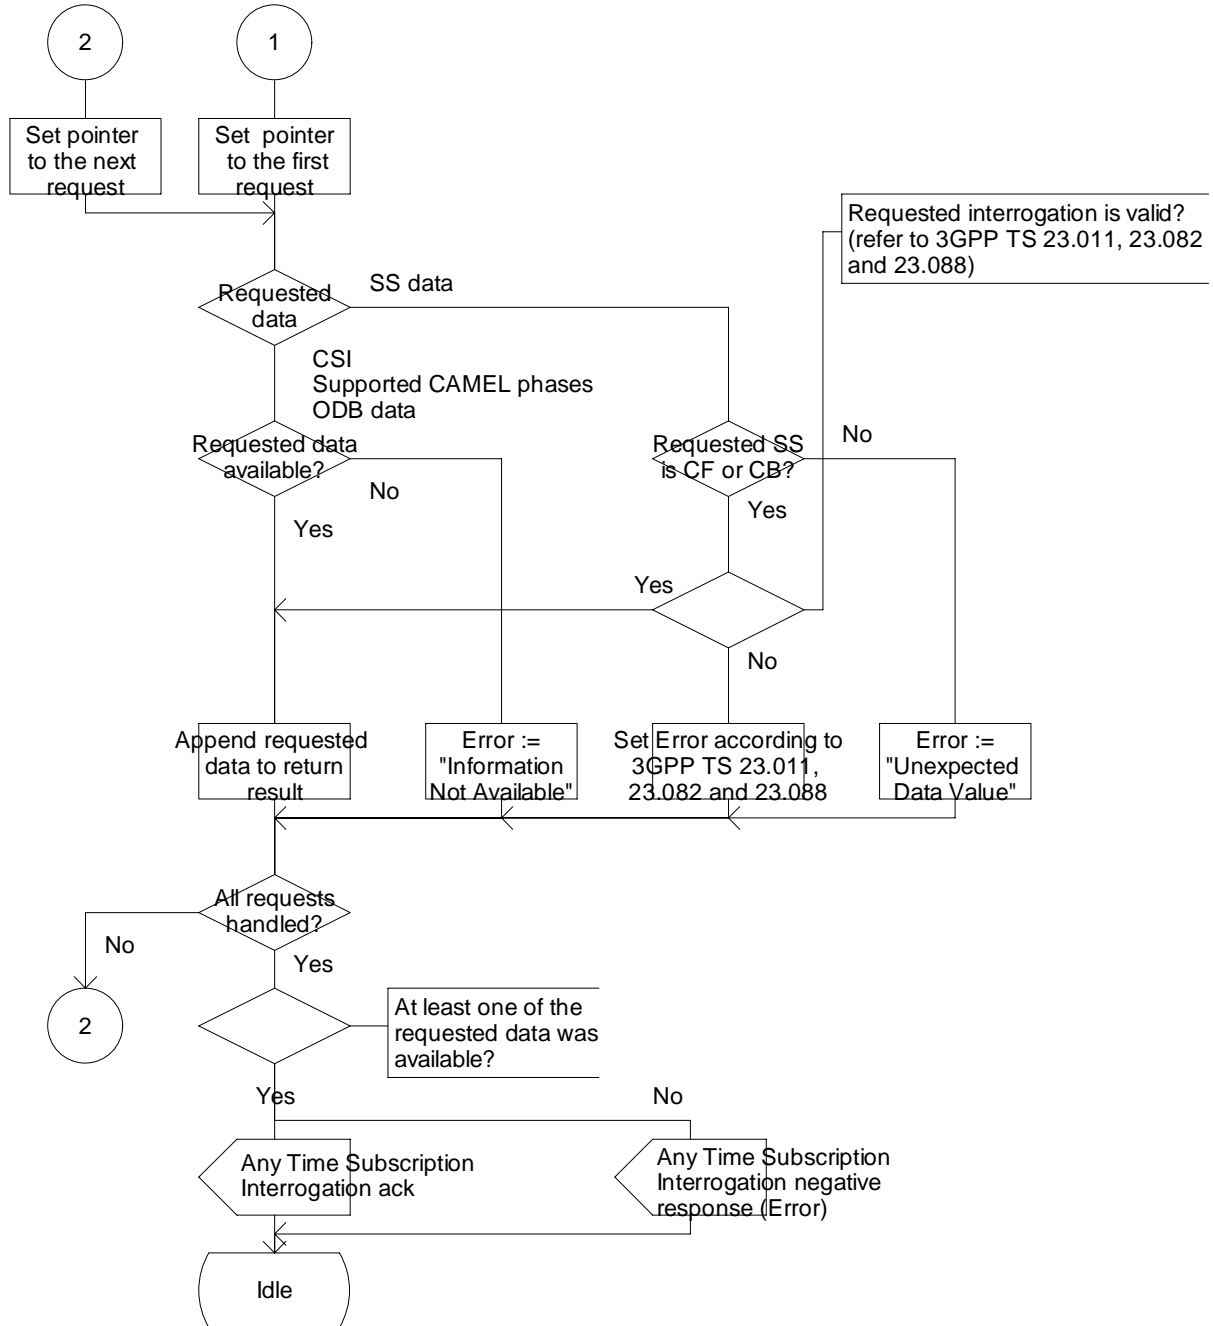 2
1
Set pointer
to the next
request
Set pointer
to the first
request
Requested interrogation is valid?
(refer to 3GPP TS 23.011, 23.082
and 23.088)
SS data
Requested
data
CSI
Supported CAMEL phases
ODB data
Requested data
available?
No
Yes
Requested SS
is CF or CB?
No
Yes
Yes
No
Append requested
data to return
result
Error :=
"Information
Not Available"
Set Error according to
3GPP TS 23.011,
23.082 and 23.088
Error :=
"Unexpected
Data Value"
All requests
handled?
No
Yes
2
At least one of the
requested data was
available?
Yes
No
Any Time Subscription
Interrogation ack
Any Time Subscription
Interrogation negative
response (Error)
Idle